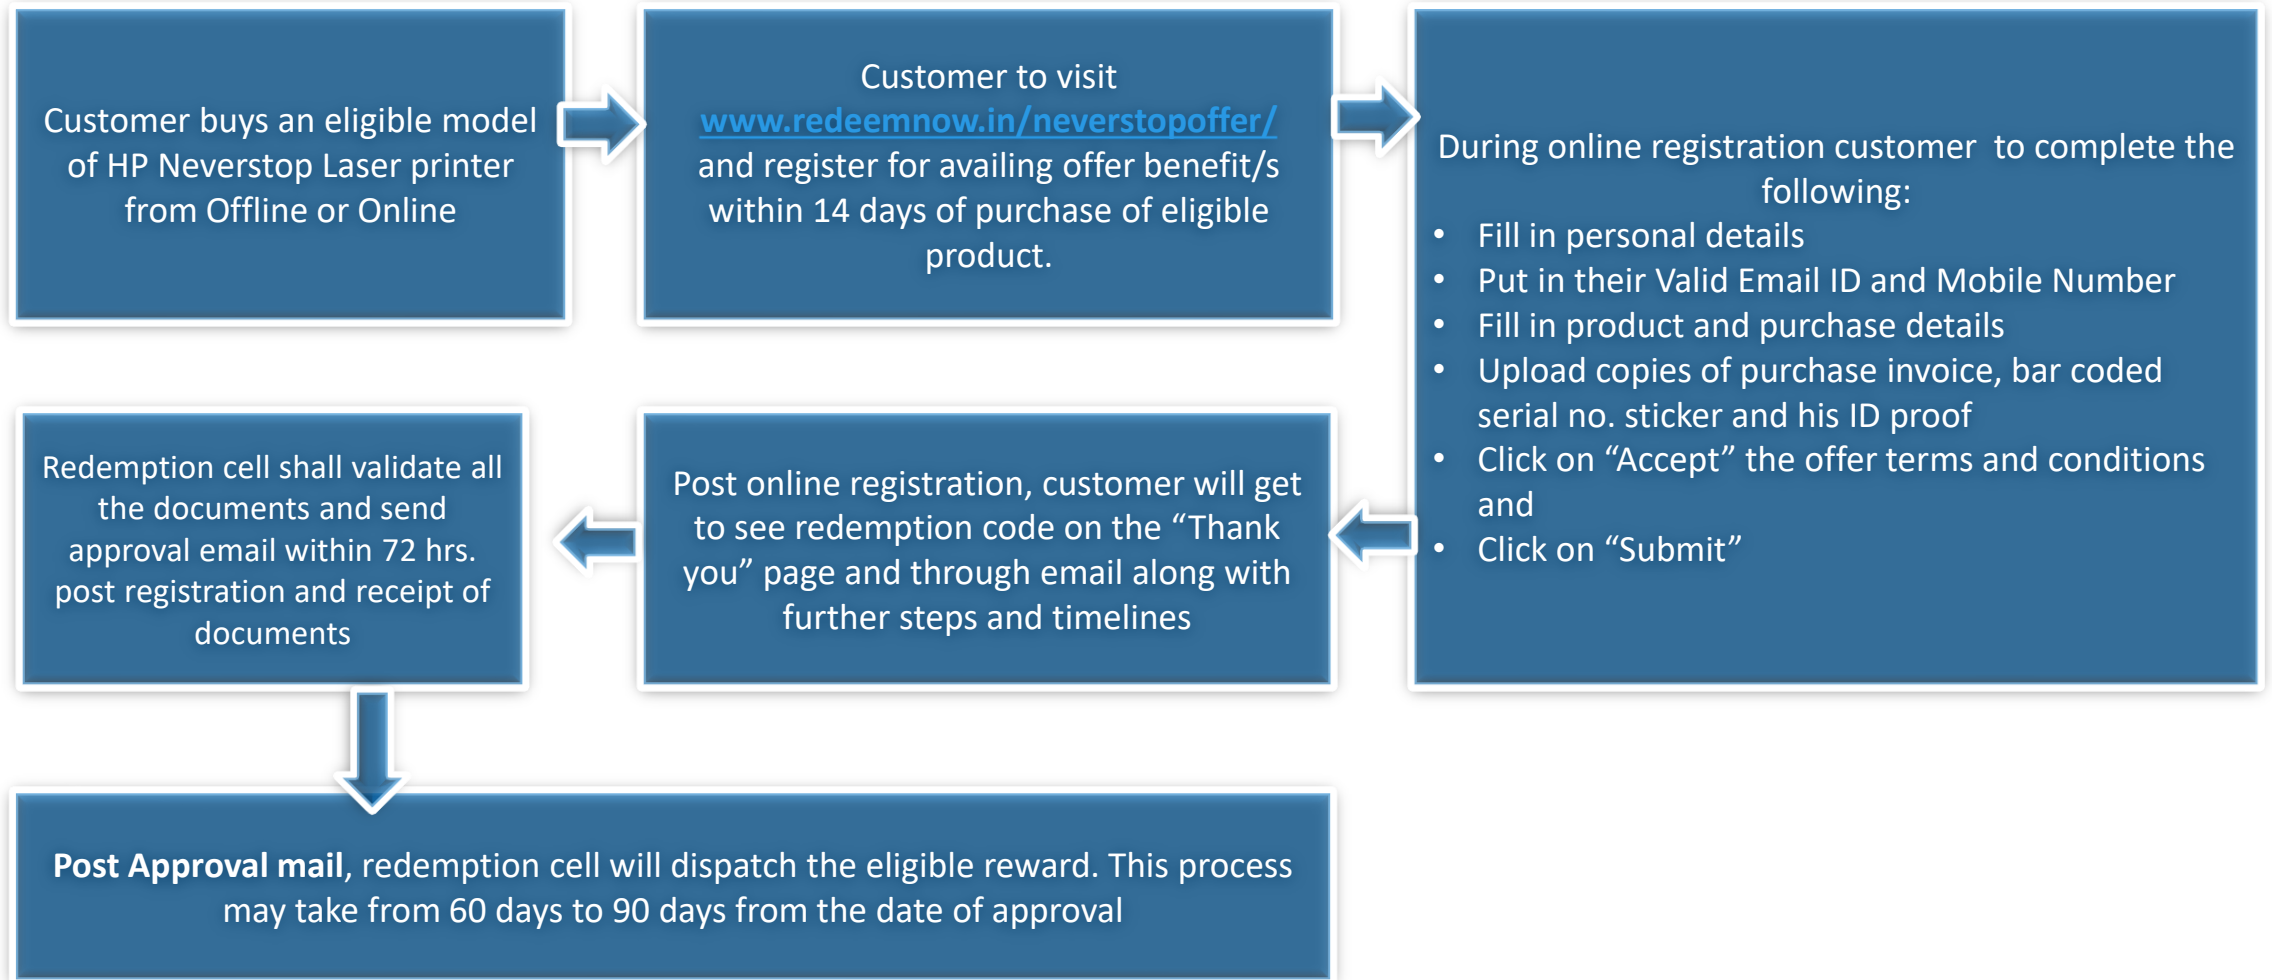 Customer buys an eligible model
of HP Neverstop Laser printer
from Offline or Online
Customer to visit
www.redeemnow.in/neverstopoffer/
and register for availing offer benefit/s
within 14 days of purchase of eligible
product.
During online registration customer  to complete the
following:
• Fill in personal details
• Put in their Valid Email ID and Mobile Number
• Fill in product and purchase details
• Upload copies of purchase invoice, bar coded
serial no. sticker and his ID proof
• Click on “Accept” the offer terms and conditions
and
• Click on “Submit”
Post online registration, customer will get
to see redemption code on the “Thank
you” page and through email along with
further steps and timelines
Redemption cell shall validate all
the documents and send
approval email within 72 hrs.
post registration and receipt of
documents
Post Approval mail, redemption cell will dispatch the eligible reward. This process
may take from 60 days to 90 days from the date of approval